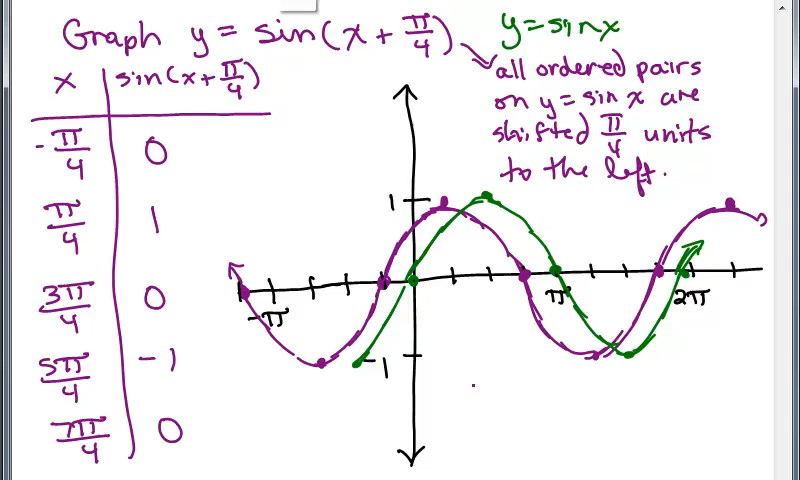 Graph y = sin(x + π/4)
y = sin x
all ordered pairs
on y = sin x are
shifted π/4 units
to the left.
x sin(x + π/4)
-π/4 0
π/4 1
3π/4 0
5π/4 -1
7π/4 0
1
-π π 2π
-1